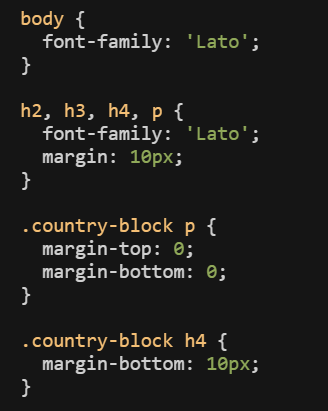 body {
  font-family: 'Lato';
}

h2, h3, h4, p {
  font-family: 'Lato';
  margin: 10px;
}

.country-block p {
  margin-top: 0;
  margin-bottom: 0;
}

.country-block h4 {
  margin-bottom: 10px;
}